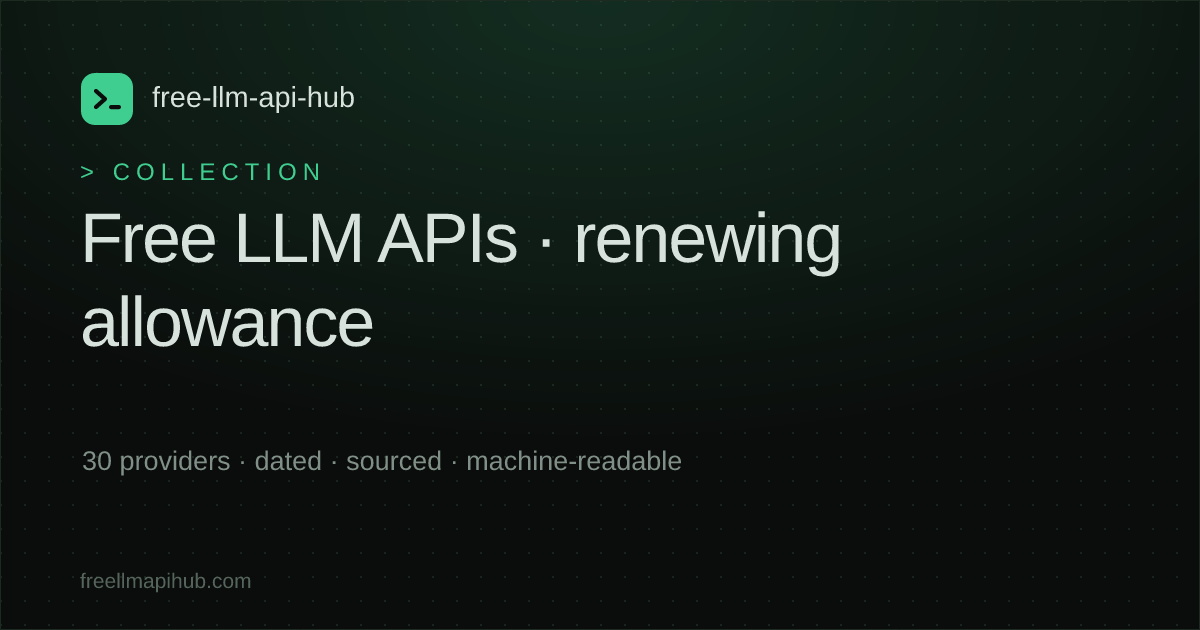 free-llm-api-hub
> COLLECTION
Free LLM APIs · renewing
allowance
30 providers · dated · sourced · machine-readable
freellmapihub.com